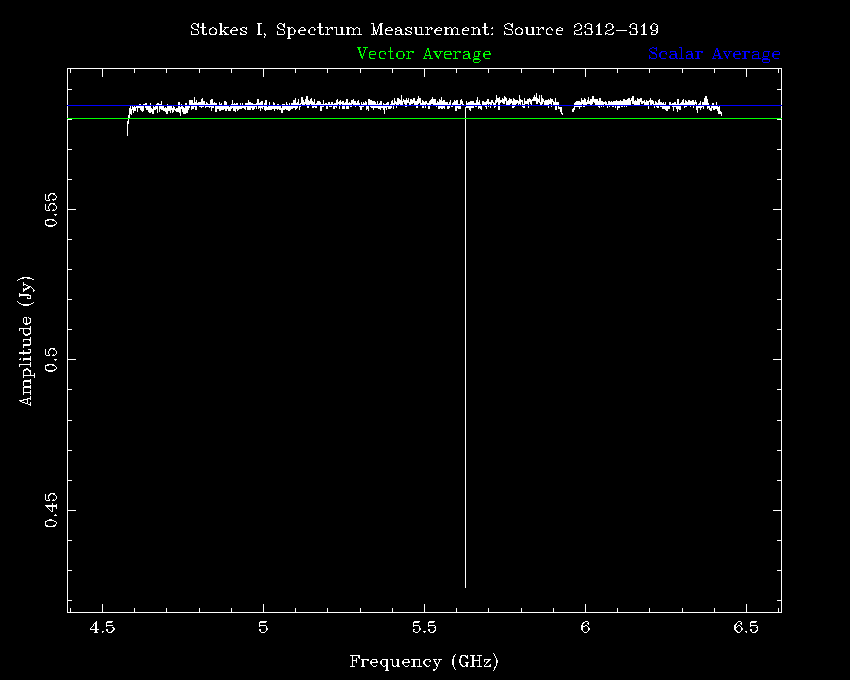 Stokes I, Spectrum Measurement: Source 2312-319
Vector Average Scalar Average
0.55
0.5
0.45
Amplitude (Jy)
4.5 5 5.5 6 6.5
Frequency (GHz)